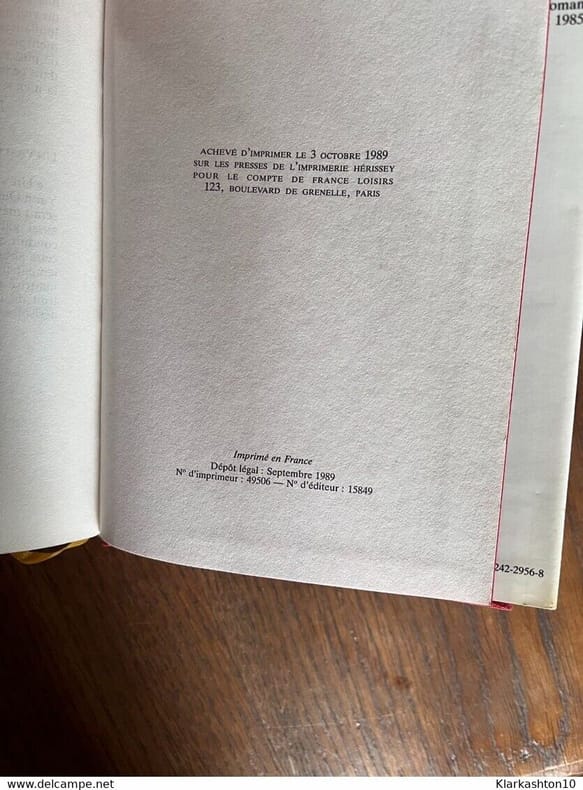 oman
1985
ACHEVÉ D'IMPRIMER LE 3 OCTOBRE 1989
SUR LES PRESSES DE L'IMPRIMERIE HÉRISSEY
POUR LE COMPTE DE FRANCE LOISIRS
123, BOULEVARD DE GRENELLE, PARIS
Imprimé en France
Dépôt légal : Septembre 1989
N° d'imprimeur : 49506 — N° d'éditeur : 15849
242-2956-8
www.delcampe.net
Klarkashton10